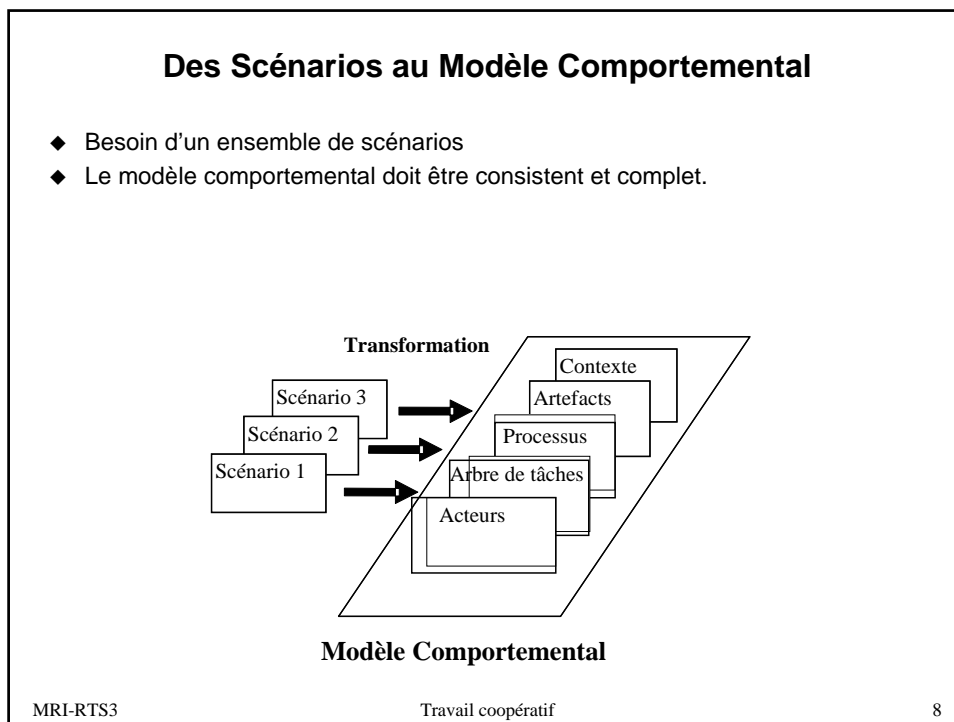 Des Scénarios au Modèle Comportemental
◆ Besoin d'un ensemble de scénarios
◆ Le modèle comportemental doit être consistent et complet.
Transformation
Scénario 3
Scénario 2
Scénario 1
Contexte
Artefacts
Processus
Arbre de tâches
Acteurs
Modèle Comportemental
MRI-RTS3 Travail coopératif 8